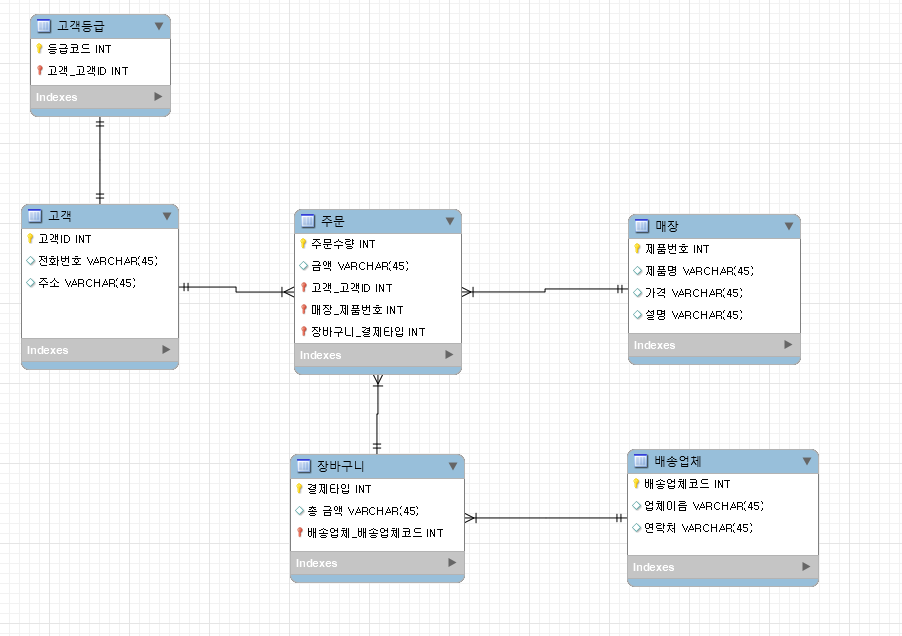 고객등급
등급코드 INT
고객_고객ID INT
Indexes
고객
고객ID INT
전화번호 VARCHAR(45)
주소 VARCHAR(45)
Indexes
주문
주문수량 INT
금액 VARCHAR(45)
고객_고객ID INT
매장_제품번호 INT
장바구니_결제타입 INT
Indexes
매장
제품번호 INT
제품명 VARCHAR(45)
가격 VARCHAR(45)
설명 VARCHAR(45)
Indexes
장바구니
결제타입 INT
총 금액 VARCHAR(45)
배송업체_배송업체코드 INT
Indexes
배송업체
배송업체코드 INT
업체이름 VARCHAR(45)
연락처 VARCHAR(45)
Indexes